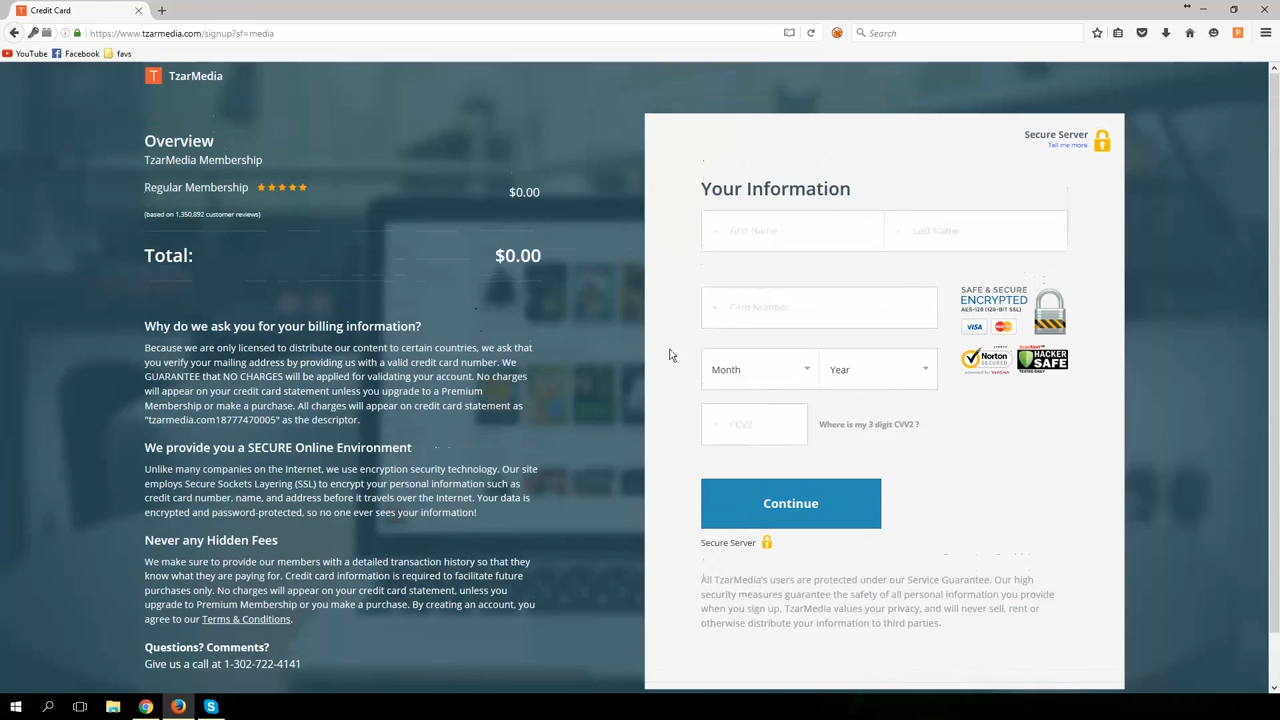 Credit Card
https://www.tzarmedia.com/signup?sf=media
Search
YouTube
Facebook
favs
T TzarMedia
Overview
TzarMedia Membership
Regular Membership
$0.00
(based on 1,350,892 customer reviews)
Total:
$0.00
Why do we ask you for your billing information?
Because we are only licensed to distribute our content to certain countries, we ask that
you verify your mailing address by providing us with a valid credit card number. We
GUARANTEE that NO CHARGES will be applied for validating your account. No charges
will appear on your credit card statement unless you upgrade to a Premium
Membership or make a purchase. All charges will appear on credit card statement as
"tzarmedia.com18777470005" as the descriptor.
We provide you a SECURE Online Environment
Unlike many companies on the Internet, we use encryption security technology. Our site
employs Secure Sockets Layering (SSL) to encrypt your personal information such as
credit card number, name, and address before it travels over the Internet. Your data is
encrypted and password-protected, so no one ever sees your information!
Never any Hidden Fees
We make sure to provide our members with a detailed transaction history so that they
know what they are paying for. Credit card information is required to facilitate future
purchases only. No charges will appear on your credit card statement, unless you
upgrade to Premium Membership or you make a purchase. By creating an account, you
agree to our Terms & Conditions.
Questions? Comments?
Give us a call at 1-302-722-4141
Secure Server
Tell me more
Your Information
First Name
Last Name
Card Number
SAFE & SECURE
ENCRYPTED
AES-128 (128-BIT SSL)
VISA
MasterCard
Month
Year
Norton
SECURED
powered by VeriSign
ScanAlert
HACKER
SAFE
TESTED DAILY
CCV2
Where is my 3 digit CVV2 ?
Continue
Secure Server
All TzarMedia's users are protected under our Service Guarantee. Our high
security measures guarantee the safety of all personal information you provide
when you sign up. TzarMedia values your privacy, and will never sell, rent or
otherwise distribute your information to third parties.